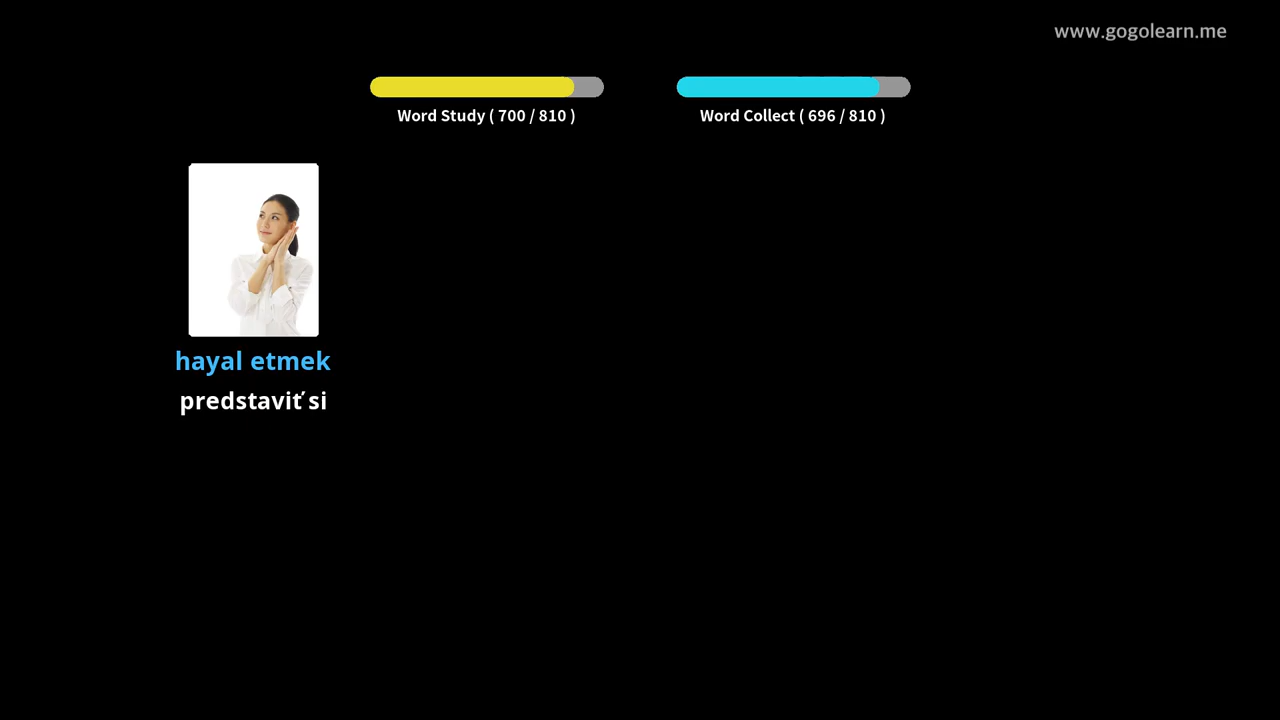 www.gogolearn.me
Word Study ( 700 / 810 )
Word Collect ( 696 / 810 )
hayal etmek
predstaviť si